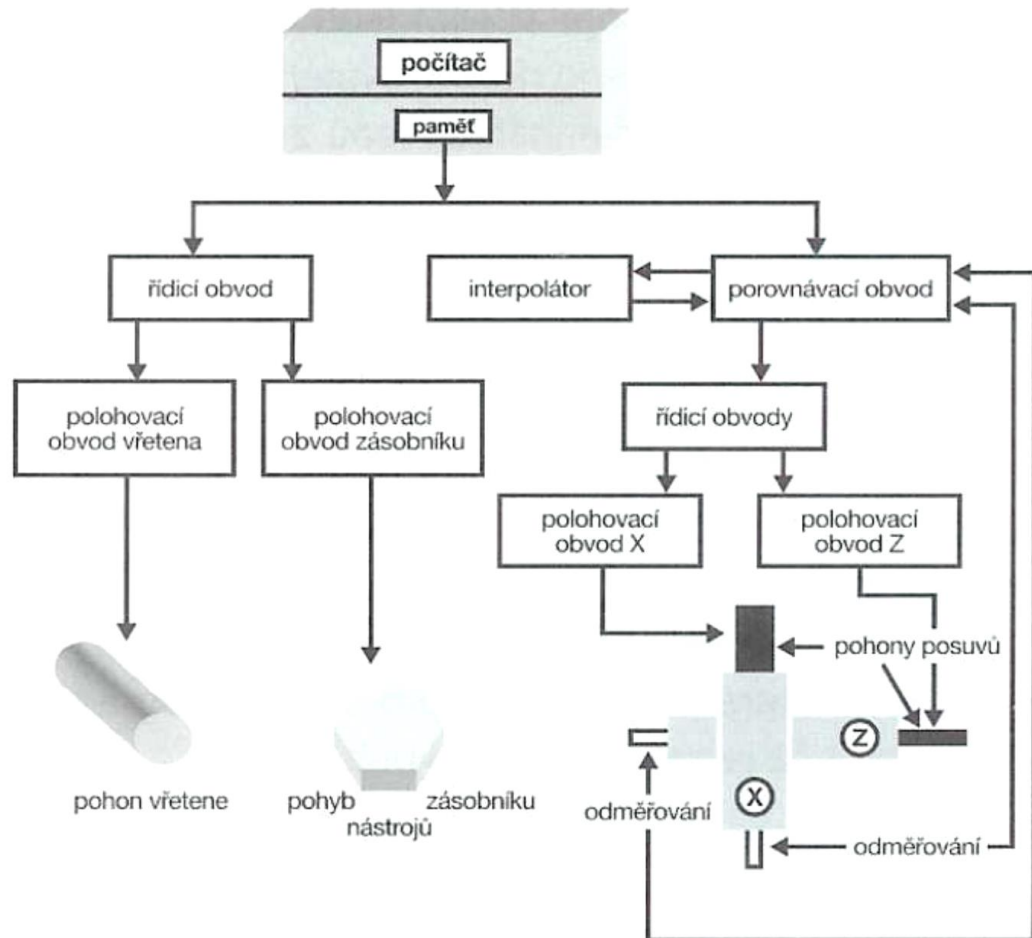 počítač
paměť
řídicí obvod
interpolátor
porovnávací obvod
polohovací
obvod vřetena
polohovací
obvod zásobníku
řídicí obvody
polohovací
obvod X
polohovací
obvod Z
pohony posuvů
Z
X
pohon vřetene
pohyb zásobníku
nástrojů
odměřování
odměřování